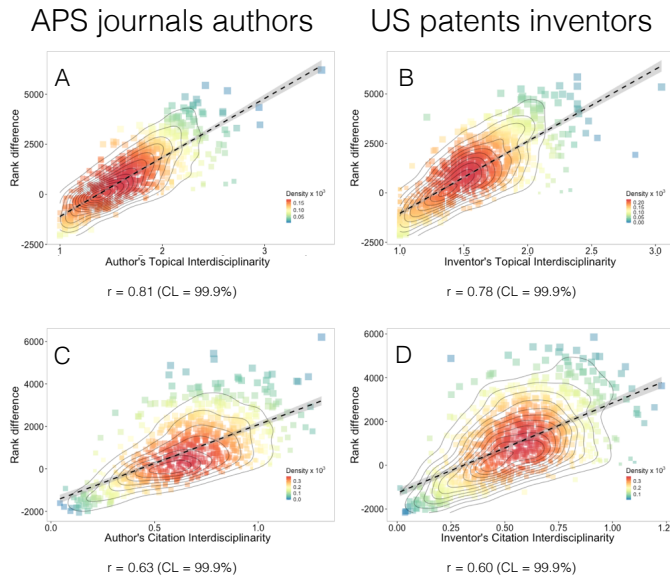 APS journals authors
US patents inventors
A
Rank difference
5000
2500
0
-2500
1
2
3
Density x 10³
0.15
0.10
0.05
Author's Topical Interdisciplinarity
r = 0.81 (CL = 99.9%)
B
Rank difference
5000
2500
0
-2500
1.0
1.5
2.0
2.5
3.0
Density x 10³
0.20
0.15
0.10
0.05
0.00
Inventor's Topical Interdisciplinarity
r = 0.78 (CL = 99.9%)
C
Rank difference
6000
4000
2000
0
-2000
0.0
0.5
1.0
Density x 10³
0.3
0.2
0.1
Author's Citation Interdisciplinarity
r = 0.63 (CL = 99.9%)
D
Rank difference
6000
4000
2000
0
-2000
0.0
0.25
0.50
0.75
1.00
1.2
Density x 10³
0.3
0.2
0.1
Inventor's Citation Interdisciplinarity
r = 0.60 (CL = 99.9%)